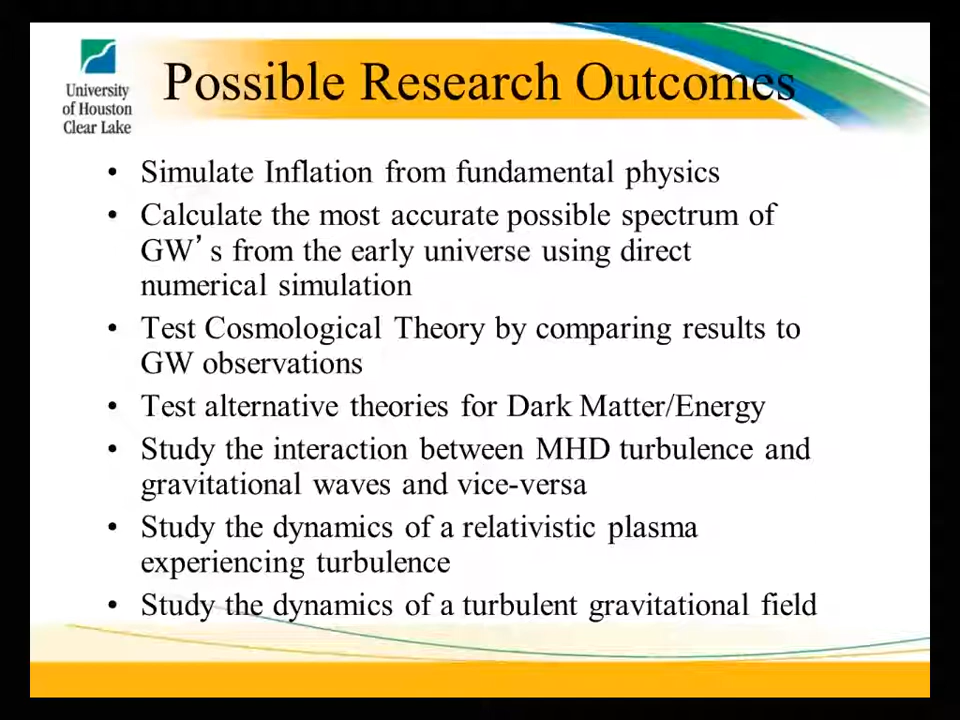 University
of Houston
Clear Lake
Possible Research Outcomes
• Simulate Inflation from fundamental physics
• Calculate the most accurate possible spectrum of
GW’s from the early universe using direct
numerical simulation
• Test Cosmological Theory by comparing results to
GW observations
• Test alternative theories for Dark Matter/Energy
• Study the interaction between MHD turbulence and
gravitational waves and vice-versa
• Study the dynamics of a relativistic plasma
experiencing turbulence
• Study the dynamics of a turbulent gravitational field